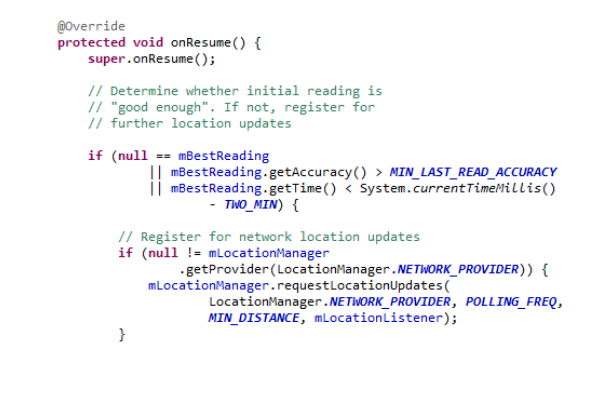 @Override
protected void onResume() {
super.onResume();
// Determine whether initial reading is
// "good enough". If not, register for
// further location updates
if (null == mBestReading
|| mBestReading.getAccuracy() > MIN_LAST_READ_ACCURACY
|| mBestReading.getTime() < System.currentTimeMillis()
- TWO_MIN) {
// Register for network location updates
if (null != mLocationManager
.getProvider(LocationManager.NETWORK_PROVIDER)) {
mLocationManager.requestLocationUpdates(
LocationManager.NETWORK_PROVIDER, POLLING_FREQ,
MIN_DISTANCE, mLocationListener);
}